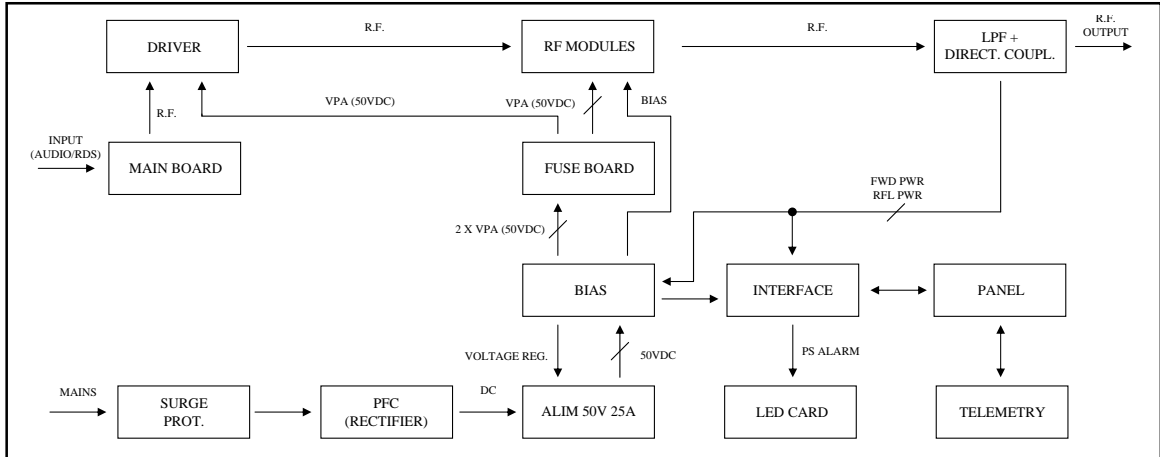 R.F.
R.F.
R.F.
OUTPUT
DRIVER
RF MODULES
LPF +
DIRECT. COUPL.
VPA (50VDC)
VPA (50VDC)
BIAS
R.F.
INPUT
(AUDIO/RDS)
MAIN BOARD
FUSE BOARD
FWD PWR
RFL PWR
2 X VPA (50VDC)
BIAS
INTERFACE
PANEL
VOLTAGE REG.
50VDC
PS ALARM
MAINS
DC
SURGE
PROT.
PFC
(RECTIFIER)
ALIM 50V 25A
LED CARD
TELEMETRY